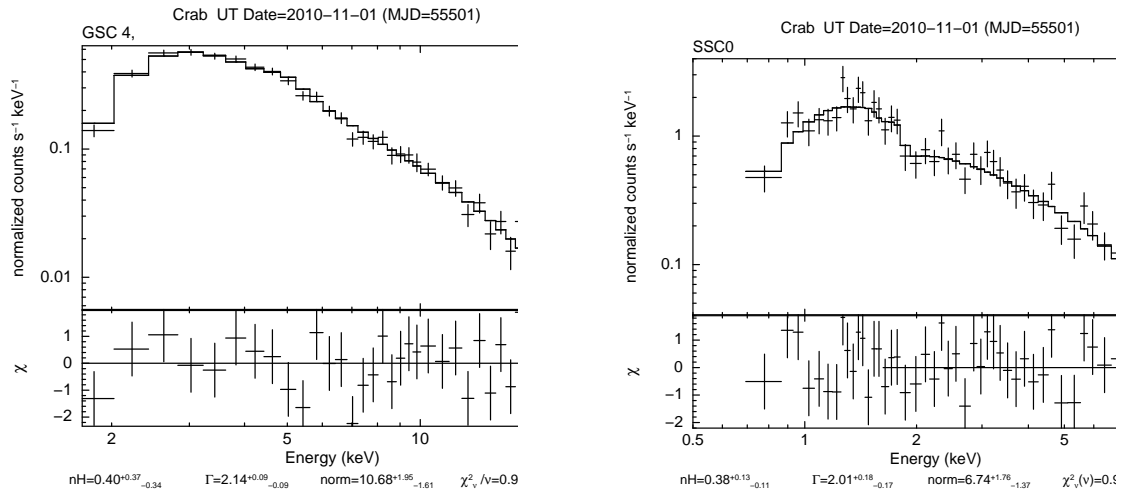 Crab UT Date=2010−11−01 (MJD=55501)
GSC 4,
normalized counts s⁻¹ keV⁻¹
0.1
0.01
χ
1
0
−1
−2
2
5
10
Energy (keV)
nH=0.40+0.37−0.34 Γ=2.14+0.09−0.09 norm=10.68+1.95−1.61 χ²ᵥ/ν=0.9
Crab UT Date=2010−11−01 (MJD=55501)
SSC0
normalized counts s⁻¹ keV⁻¹
1
0.1
χ
1
0
−1
−2
0.5
1
2
5
Energy (keV)
nH=0.38+0.13−0.11 Γ=2.01+0.18−0.17 norm=6.74+1.76−1.37 χ²ᵥ(ν)=0.9